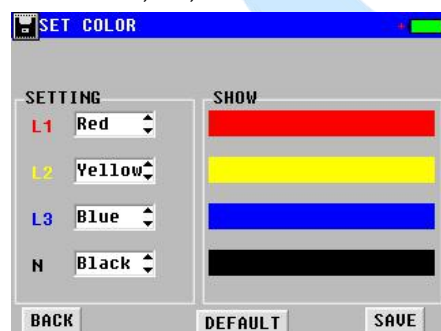 SET COLOR
SETTING SHOW
L1 Red
L2 Yellow
L3 Blue
N Black
BACK DEFAULT SAVE